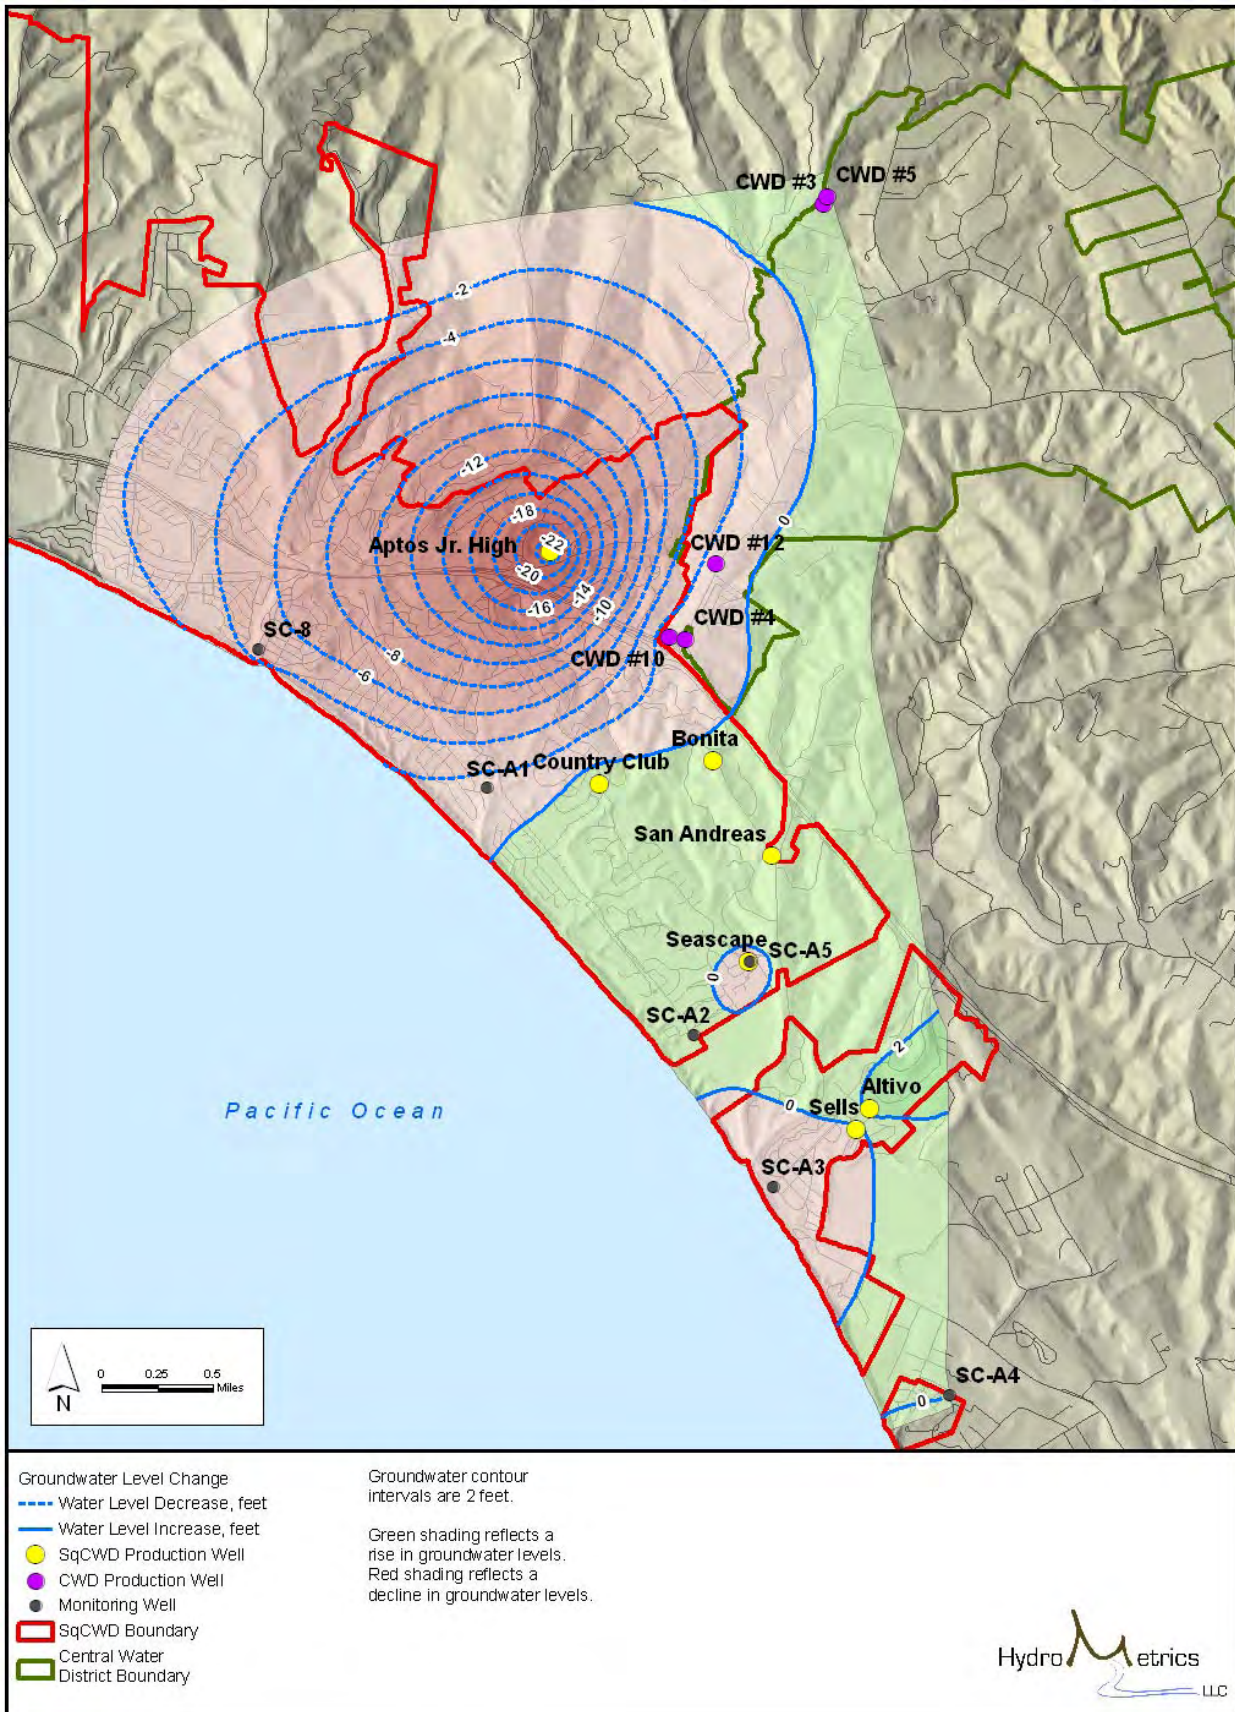 CWD #3
CWD #5
-2
-4
-12
-18
0
Aptos Jr. High
-22
CWD #12
-20
-14
-16
-10
CWD #4
SC-8
-8
CWD #10
-6
Bonita
SC-A1
Country Club
San Andreas
Seascape
SC-A5
0
SC-A2
2
Altivo
Pacific Ocean
0
Sells
SC-A3
SC-A4
0
N
0 0.25 0.5
Miles
Groundwater Level Change
Water Level Decrease, feet
Water Level Increase, feet
SqCWD Production Well
CWD Production Well
Monitoring Well
SqCWD Boundary
Central Water
District Boundary
Groundwater contour
intervals are 2 feet.
Green shading reflects a
rise in groundwater levels.
Red shading reflects a
decline in groundwater levels.
HydroMetrics
LLC